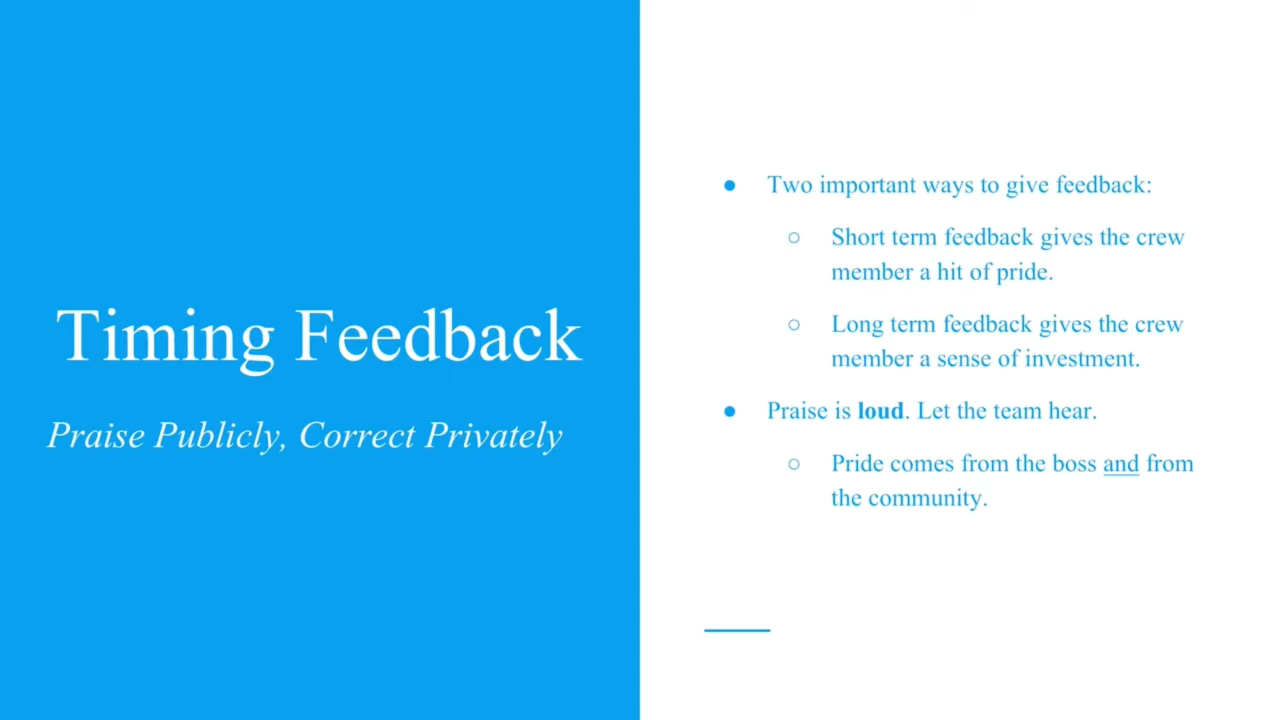 Timing Feedback
Praise Publicly, Correct Privately
● Two important ways to give feedback:
○ Short term feedback gives the crew
member a hit of pride.
○ Long term feedback gives the crew
member a sense of investment.
● Praise is loud. Let the team hear.
○ Pride comes from the boss and from
the community.